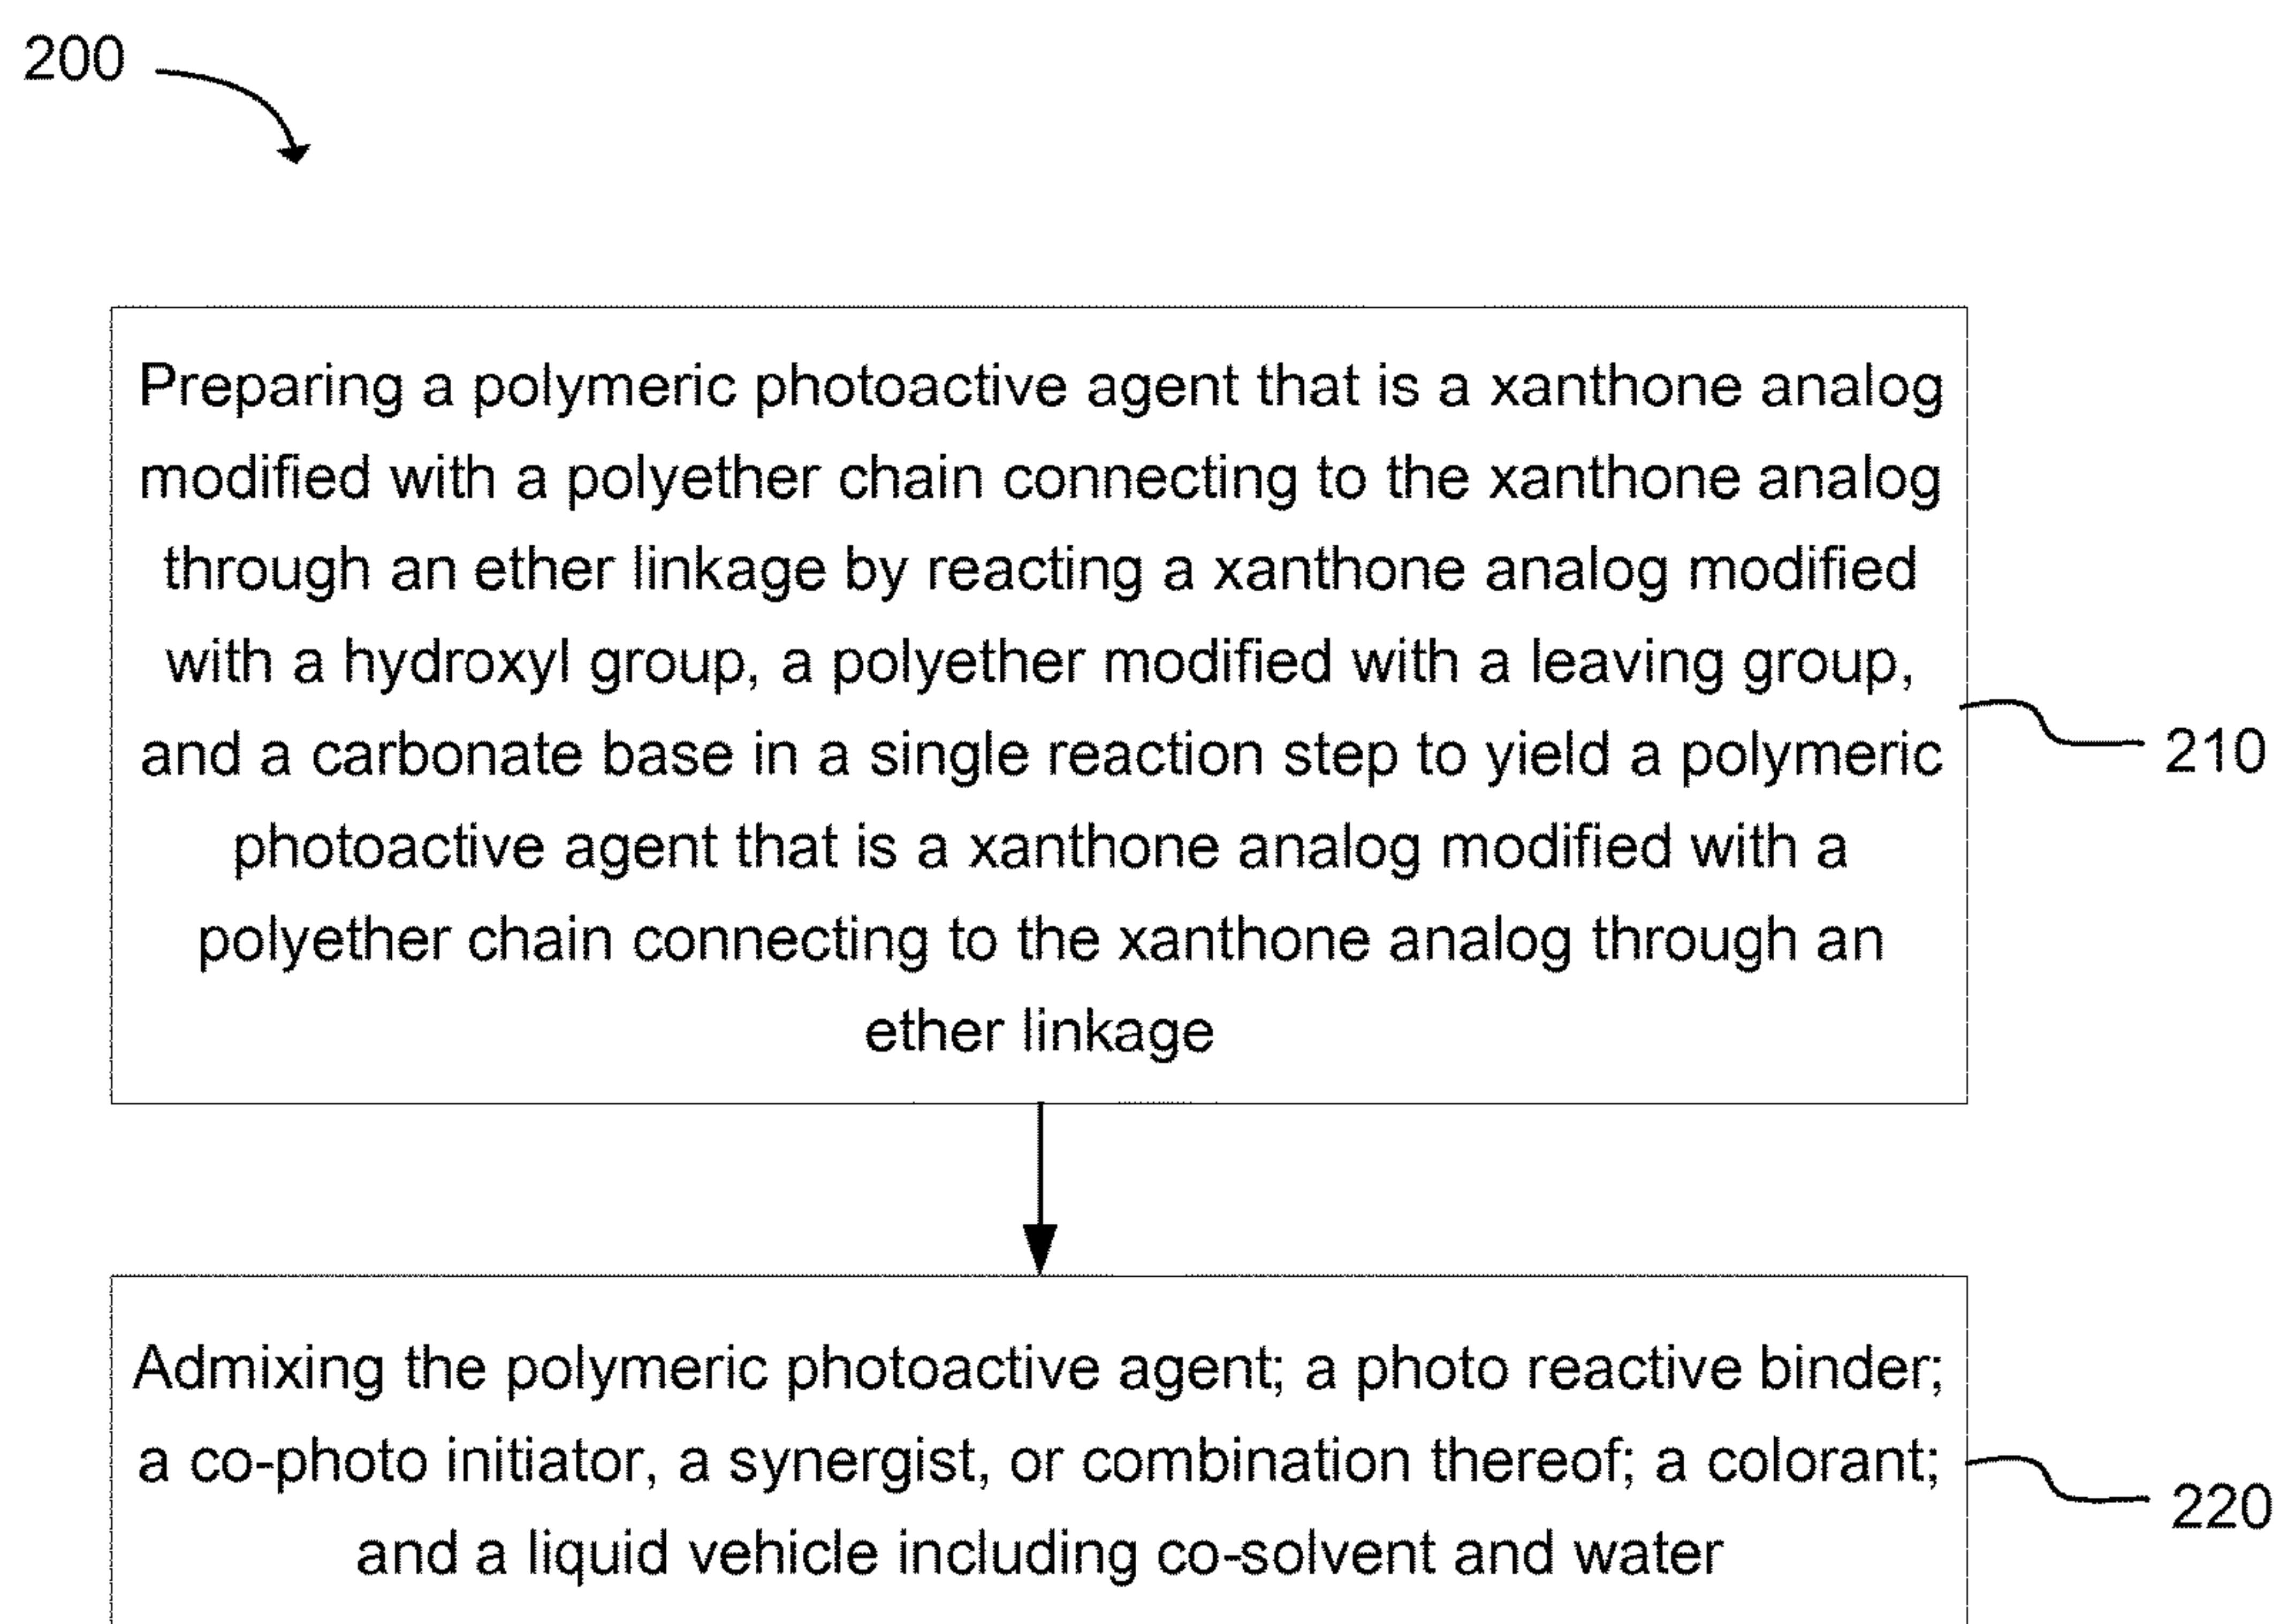 200
Preparing a polymeric photoactive agent that is a xanthone analog
modified with a polyether chain connecting to the xanthone analog
through an ether linkage by reacting a xanthone analog modified
with a hydroxyl group, a polyether modified with a leaving group,
and a carbonate base in a single reaction step to yield a polymeric
photoactive agent that is a xanthone analog modified with a
polyether chain connecting to the xanthone analog through an
ether linkage
210
Admixing the polymeric photoactive agent; a photo reactive binder;
a co-photo initiator, a synergist, or combination thereof; a colorant;
and a liquid vehicle including co-solvent and water
220